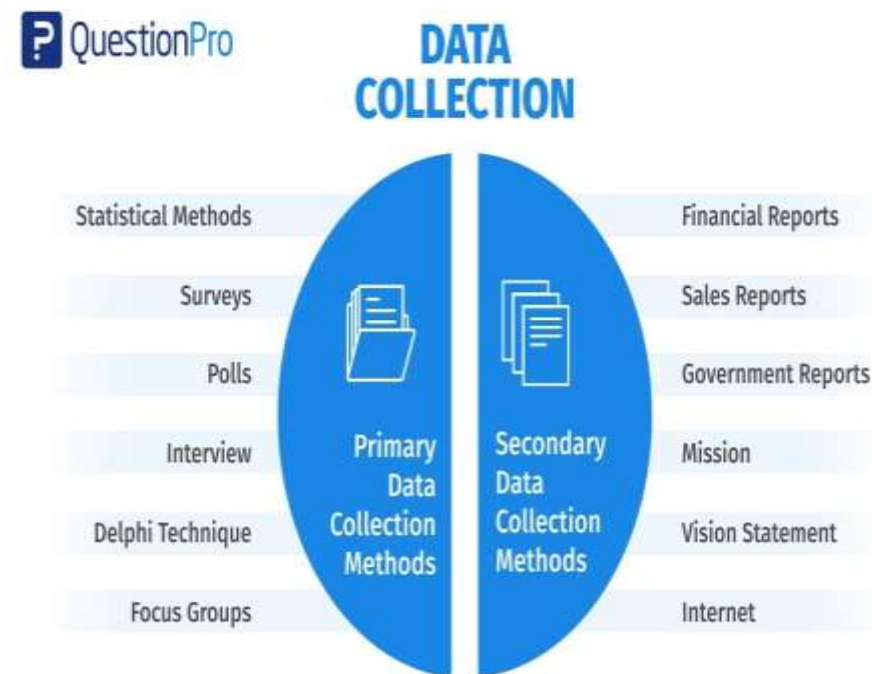 QuestionPro
DATA
COLLECTION
Statistical Methods
Surveys
Polls
Interview
Delphi Technique
Focus Groups
Primary
Data
Collection
Methods
Secondary
Data
Collection
Methods
Financial Reports
Sales Reports
Government Reports
Mission
Vision Statement
Internet